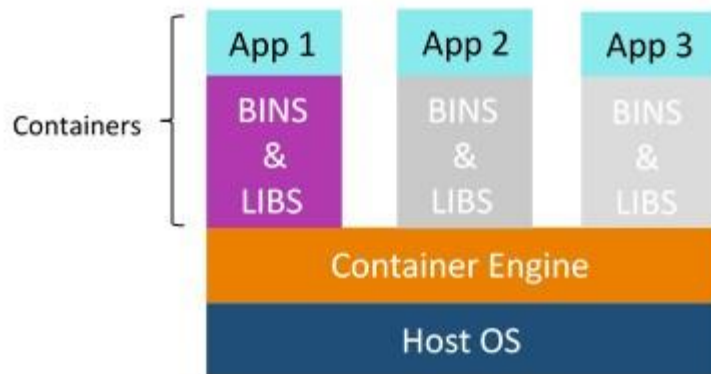 App 1
App 2
App 3
Containers
BINS
&
LIBS
BINS
&
LIBS
BINS
&
LIBS
Container Engine
Host OS